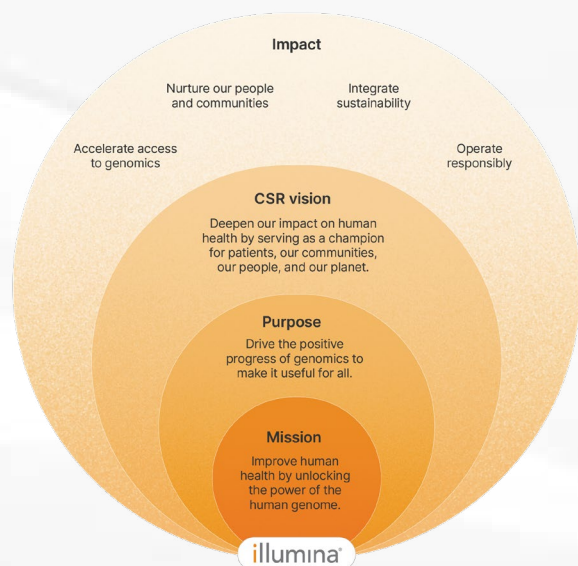 Impact
Nurture our people
and communities
Integrate
sustainability
Accelerate access
to genomics
Operate
responsibly
CSR vision
Deepen our impact on human
health by serving as a champion
for patients, our communities,
our people, and our planet.
Purpose
Drive the positive
progress of genomics to
make it useful for all.
Mission
Improve human
health by unlocking
the power of the
human genome.
illumina®